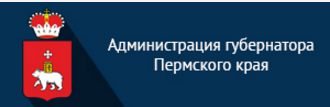 Администрация губернатора
Пермского края